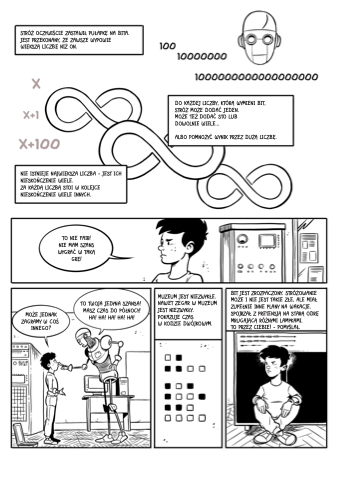 STRÓŻ OCZYWIŚCIE ZASTAWIŁ PUŁAPKĘ NA BITA.
JEST PRZEKONANY, ŻE ZAWSZE WYPOWIE
WIĘKSZĄ LICZBĘ NIŻ ON.
100
10000000
1000000000000000000
X
X+1
X+100
DO KAŻDEJ LICZBY, KTÓRĄ WYMIENI BIT,
STRÓŻ MOŻE DODAĆ JEDEN.
MOŻE TEŻ DODAĆ STO LUB
DOWOLNIE WIELE...
ALBO POMNOŻYĆ WYNIK PRZEZ DUŻĄ LICZBĘ.
NIE ISTNIEJE NAJWIĘKSZA LICZBA - JEST ICH
NIESKOŃCZENIE WIELE.
ZA KAŻDĄ LICZBĄ STOI W KOLEJCE
NIESKOŃCZENIE WIELE INNYCH.
TO NIE FAIR!
NIE MAM SZANS
WYGRAĆ W TAKĄ
GRĘ!
MOŻE JEDNAK
ZAGRAMY W COŚ
INNEGO?
TO TWOJA JEDYNA SZANSA!
MASZ CZAS DO PÓŁNOCY!
HA! HA! HA! HA! HA!
MUZEUM JEST NIEZWYKŁE.
NAWET ZEGAR W MUZEUM
JEST NIEZWYKŁY.
POKAZUJE CZAS
W KODZIE DWÓJKOWYM.
BIT JEST ZROZPACZONY. STRÓŻOWANIE
MOŻE I NIE JEST TAKIE ZŁE, ALE MIAŁ
ZUPEŁNIE INNE PLANY NA WAKACJE.
SPOJRZAŁ Z PRETENSJĄ NA STARĄ ODRĘ
MRUGAJĄCĄ RÓŻNYMI LAMPKAMI.
TO PRZEZ CIEBIE! - POMYŚLAŁ.